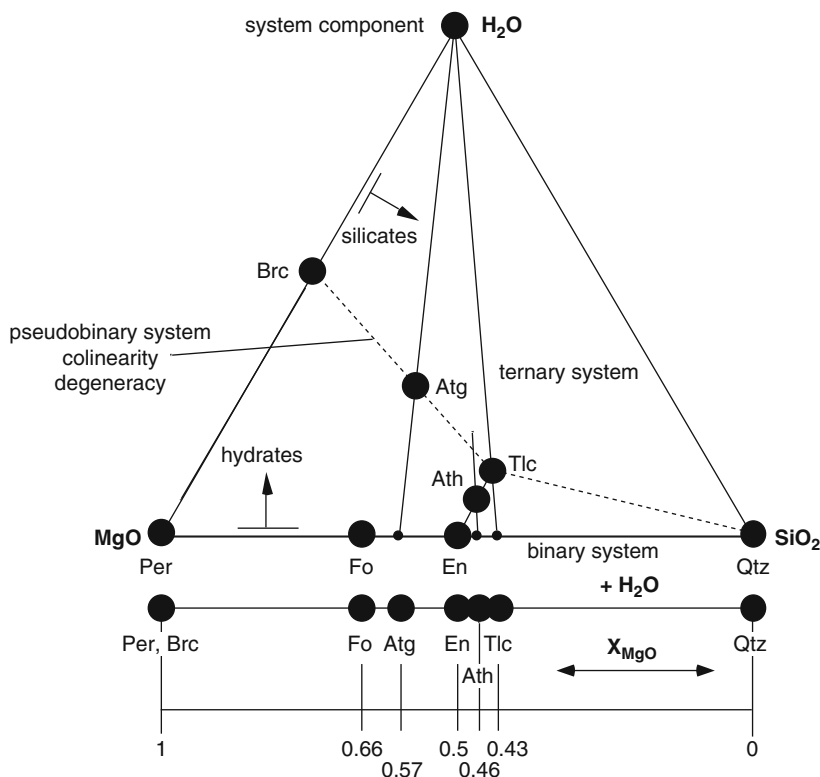 system component H₂O
silicates
Brc
pseudobinary system
colinearity
degeneracy
Atg
ternary system
hydrates
Tlc
Ath
MgO
SiO₂
binary system
Per Fo En Qtz
+ H₂O
Per, Brc Fo Atg En Tlc Qtz
XMgO
Ath
1 0.66 0.5 0.43 0
0.57 0.46